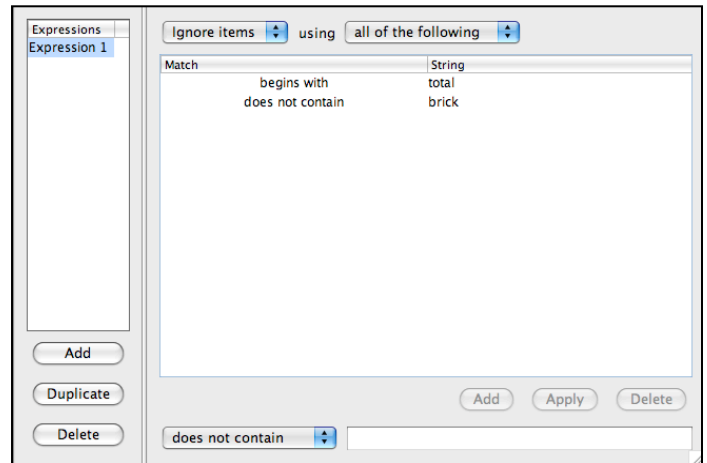 Expressions
Expression 1
Add
Duplicate
Delete
Ignore items using all of the following
Match String
begins with total
does not contain brick
Add Apply Delete
does not contain